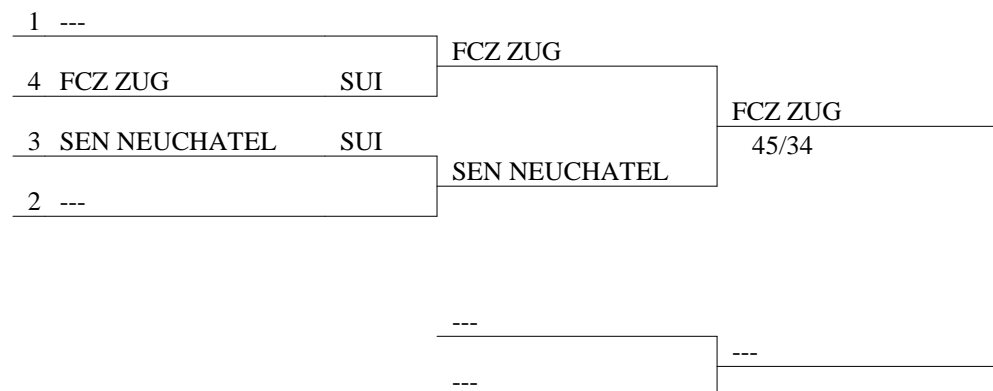 1 ---
FCZ ZUG
4 FCZ ZUG SUI
FCZ ZUG
3 SEN NEUCHATEL SUI
45/34
SEN NEUCHATEL
2 ---
---
---
---